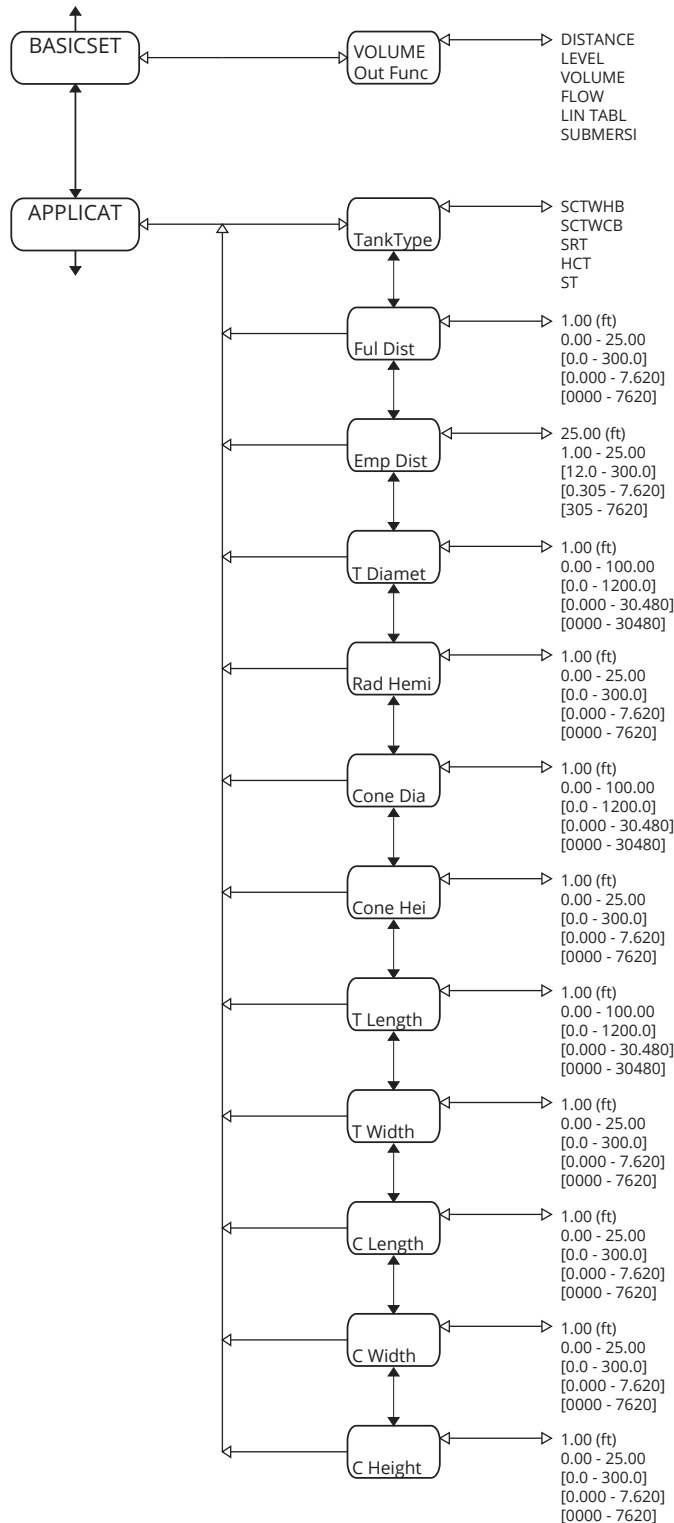 BASICSET
VOLUME
Out Func
DISTANCE
LEVEL
VOLUME
FLOW
LIN TABL
SUBMERSI
APPLICAT
TankType
SCTWHB
SCTWCB
SRT
HCT
ST
Ful Dist
1.00 (ft)
0.00 - 25.00
[0.0 - 300.0]
[0.000 - 7.620]
[0000 - 7620]
Emp Dist
25.00 (ft)
1.00 - 25.00
[12.0 - 300.0]
[0.305 - 7.620]
[305 - 7620]
T Diamet
1.00 (ft)
0.00 - 100.00
[0.0 - 1200.0]
[0.000 - 30.480]
[0000 - 30480]
Rad Hemi
1.00 (ft)
0.00 - 25.00
[0.0 - 300.0]
[0.000 - 7.620]
[0000 - 7620]
Cone Dia
1.00 (ft)
0.00 - 100.00
[0.0 - 1200.0]
[0.000 - 30.480]
[0000 - 30480]
Cone Hei
1.00 (ft)
0.00 - 25.00
[0.0 - 300.0]
[0.000 - 7.620]
[0000 - 7620]
T Length
1.00 (ft)
0.00 - 100.00
[0.0 - 1200.0]
[0.000 - 30.480]
[0000 - 30480]
T Width
1.00 (ft)
0.00 - 25.00
[0.0 - 300.0]
[0.000 - 7.620]
[0000 - 7620]
C Length
1.00 (ft)
0.00 - 25.00
[0.0 - 300.0]
[0.000 - 7.620]
[0000 - 7620]
C Width
1.00 (ft)
0.00 - 25.00
[0.0 - 300.0]
[0.000 - 7.620]
[0000 - 7620]
C Height
1.00 (ft)
0.00 - 25.00
[0.0 - 300.0]
[0.000 - 7.620]
[0000 - 7620]